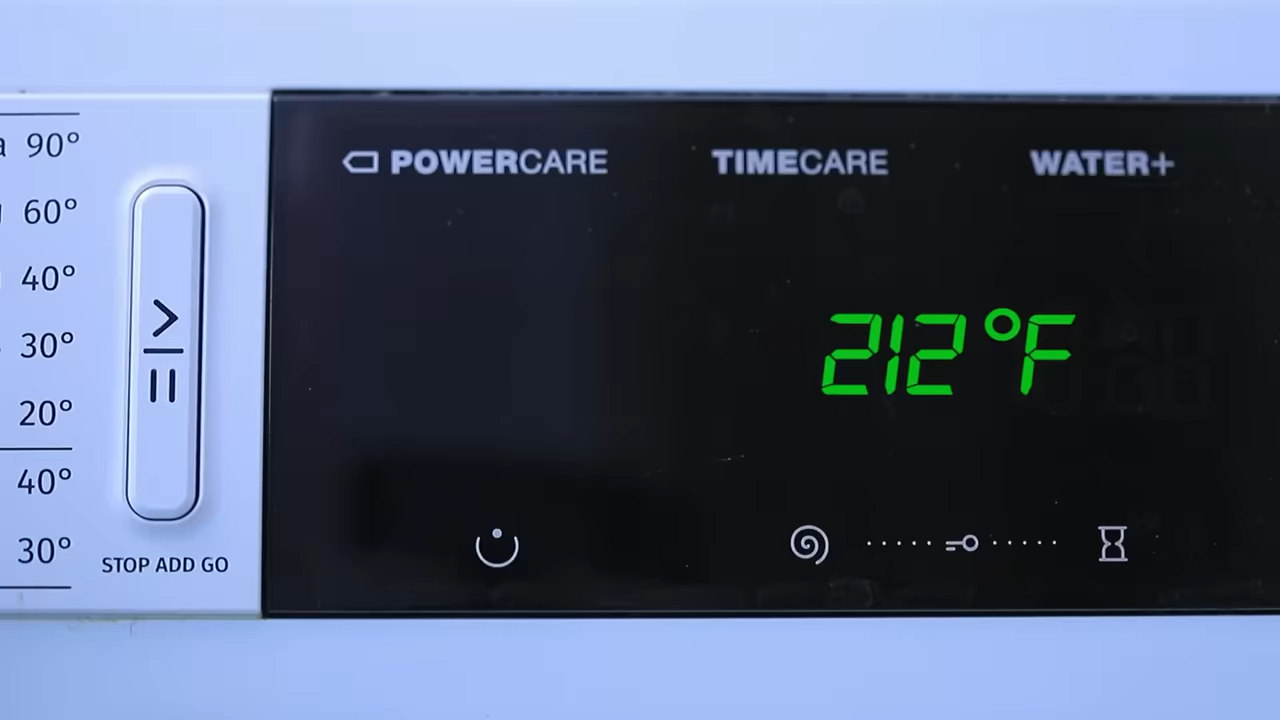 90°
60°
40°
30°
20°
40°
30°
STOP ADD GO
POWERCARE
TIMECARE
WATER+
212°F